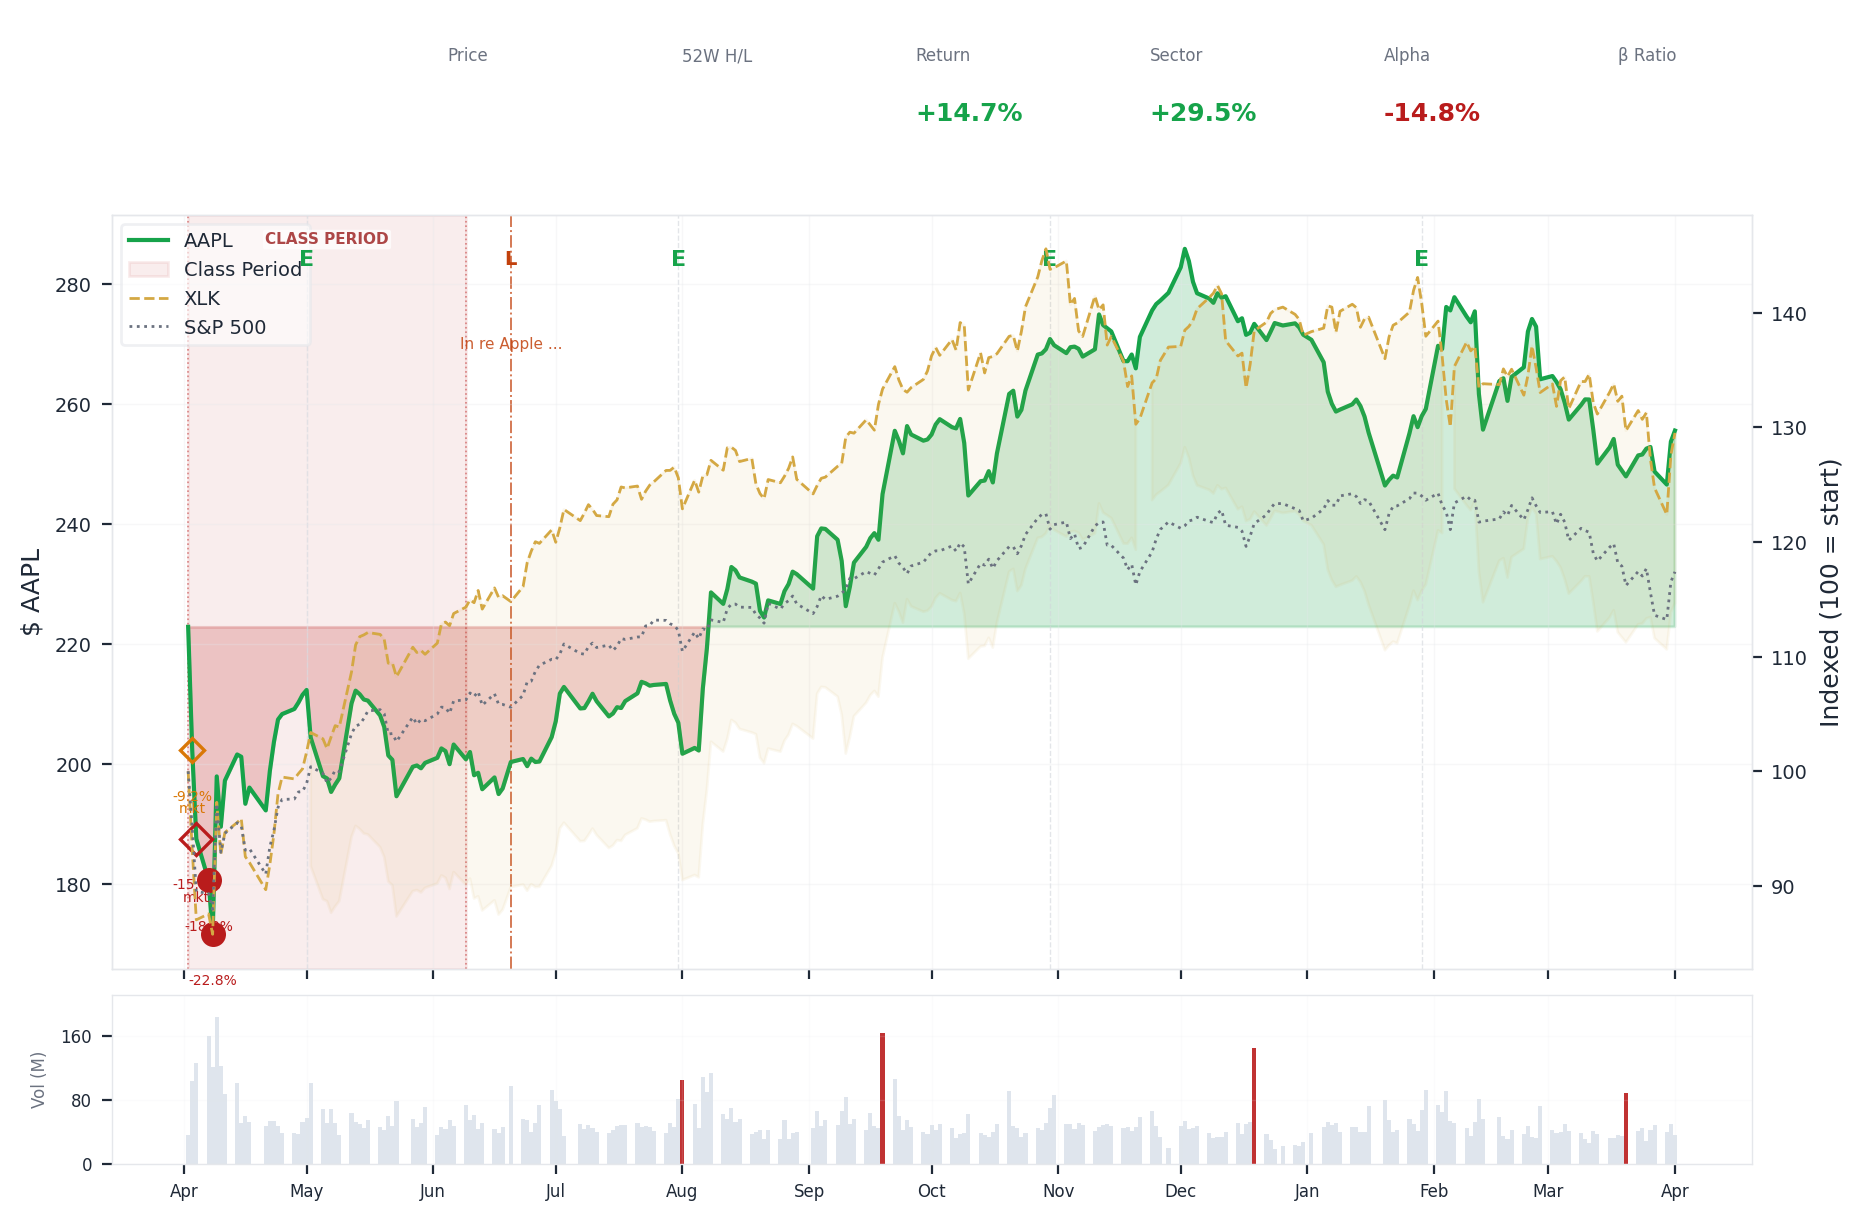 Price 52W H/L Return Sector Alpha β Ratio
+14.7% +29.5% -14.8%
AAPL
Class Period
XLK
S&P 500
CLASS PERIOD
E L E E E
In re Apple ...
mkt
mkt
-22.8%
$ AAPL
280
260
240
220
200
180
Indexed (100 = start)
140
130
120
110
100
90
Vol (M)
160
80
0
Apr May Jun Jul Aug Sep Oct Nov Dec Jan Feb Mar Apr